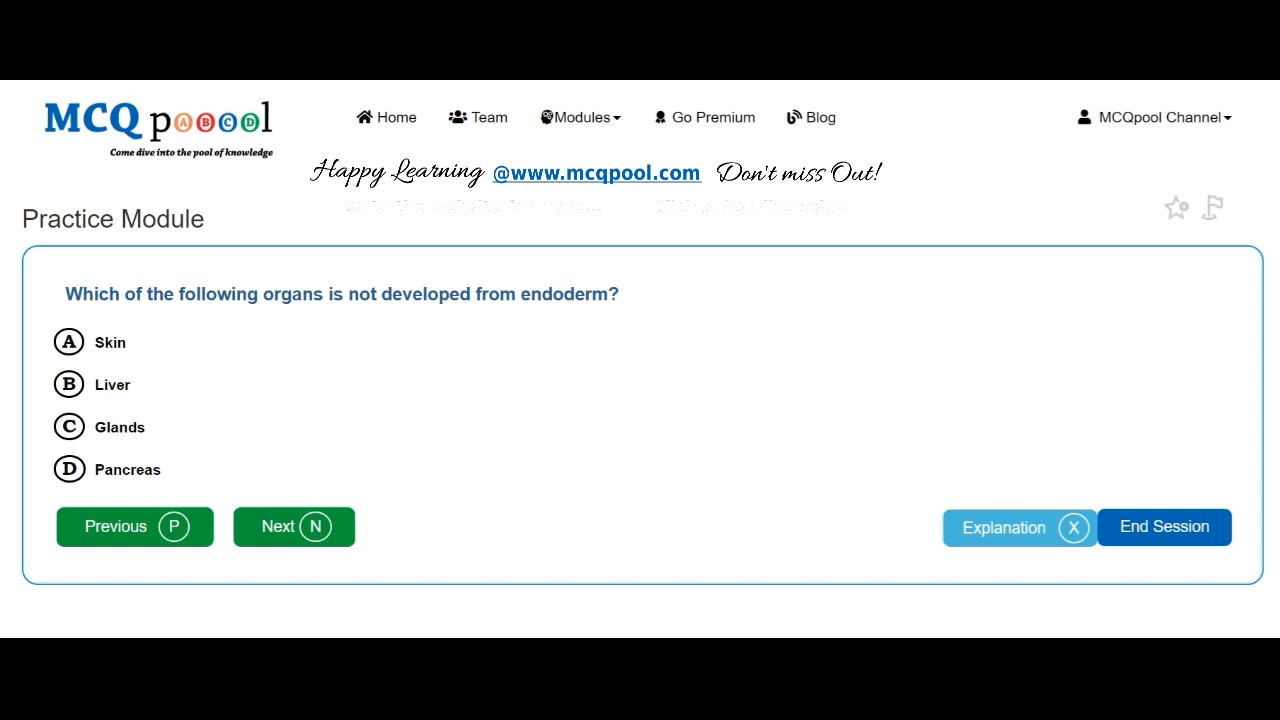 MCQ pABCDl
Come dive into the pool of knowledge
Home Team Modules Go Premium Blog MCQpool Channel
Happy Learning @www.mcqpool.com Don't miss Out!
Practice Module
Which of the following organs is not developed from endoderm?
A Skin
B Liver
C Glands
D Pancreas
Previous P Next N Explanation X End Session